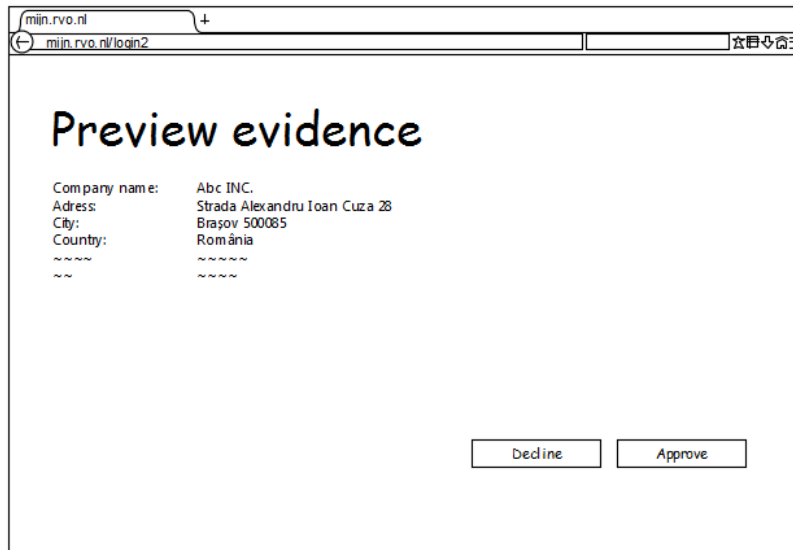 mijn.rvo.nl +
mijn.rvo.nl/login2
Preview evidence
Company name: Abc INC.
Adress: Strada Alexandru Ioan Cuza 28
City: Brașov 500085
Country: România
~~~~ ~~~~~
~~ ~~~~
Decline Approve